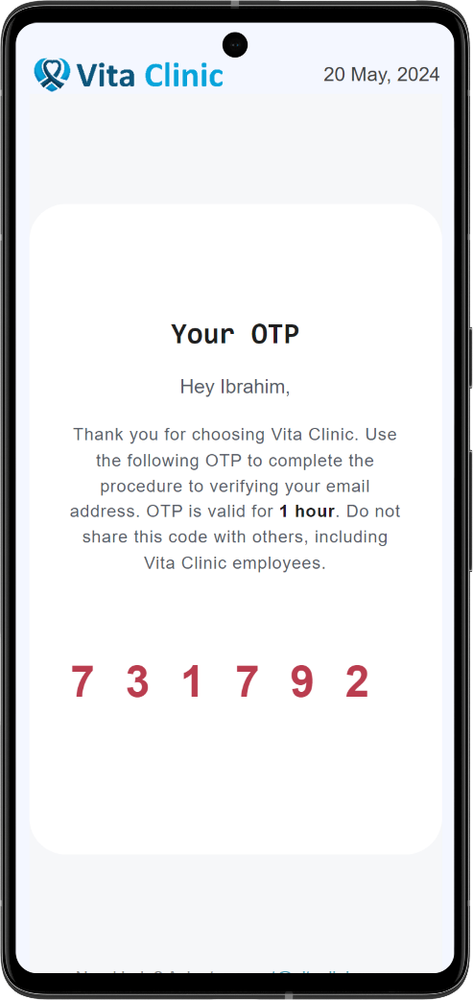 Vita Clinic
20 May, 2024
Your OTP
Hey Ibrahim,
Thank you for choosing Vita Clinic. Use
the following OTP to complete the
procedure to verifying your email
address. OTP is valid for 1 hour. Do not
share this code with others, including
Vita Clinic employees.
7 3 1 7 9 2